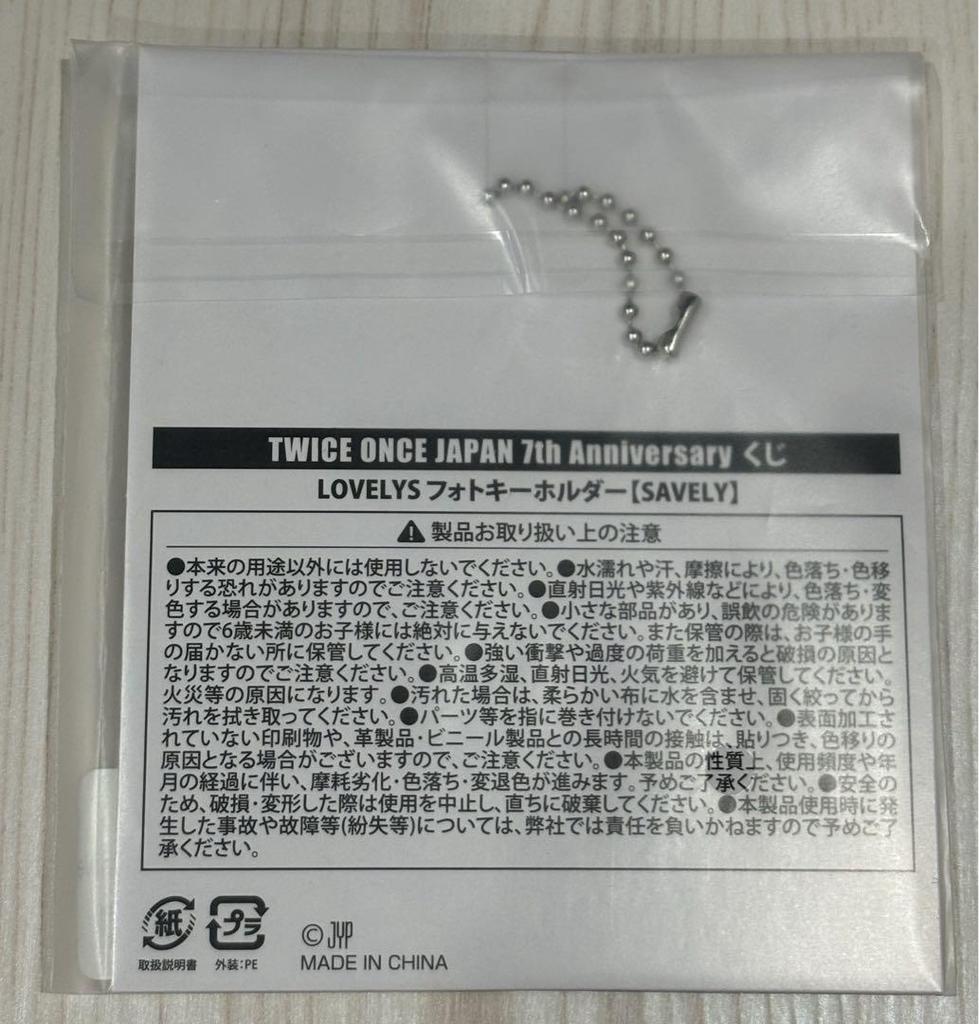 TWICE ONCE JAPAN 7th Anniversary くじ
LOVELYS フォトキーホルダー【SAVELY】
製品お取り扱い上の注意
●本来の用途以外には使用しないでください。●水濡れや汗、摩擦により、色落ち・色移
りする恐れがありますのでご注意ください。●直射日光や紫外線などにより、色落ち・変
色する場合がありますので、ご注意ください。●小さな部品があり、誤飲の危険がありま
すので6歳未満のお子様には絶対に与えないでください。また保管の際は、お子様の手
の届かない所に保管してください。●強い衝撃や過度の荷重を加えると破損の原因と
なりますのでご注意ください。●高温多湿、直射日光、火気を避けて保管してください。
火災等の原因になります。●汚れた場合は、柔らかい布に水を含ませ、固く絞ってから
汚れを拭き取ってください。●パーツ等を指に巻き付けないでください。●表面加工さ
れていない印刷物や、革製品・ビニール製品との長時間の接触は、貼りつき、色移りの
原因となる場合がございますので、ご注意ください。●本製品の性質上、使用頻度や年
月の経過に伴い、摩耗劣化・色落ち・変退色が進みます。予めご了承ください。●安全の
ため、破損・変形した際は使用を中止し、直ちに破棄してください。●本製品使用時に発
生した事故や故障等(紛失等)については、弊社では責任を負いかねますので予めご了
承ください。
紙 プラ
取扱説明書 外装:PE
© JYP
MADE IN CHINA